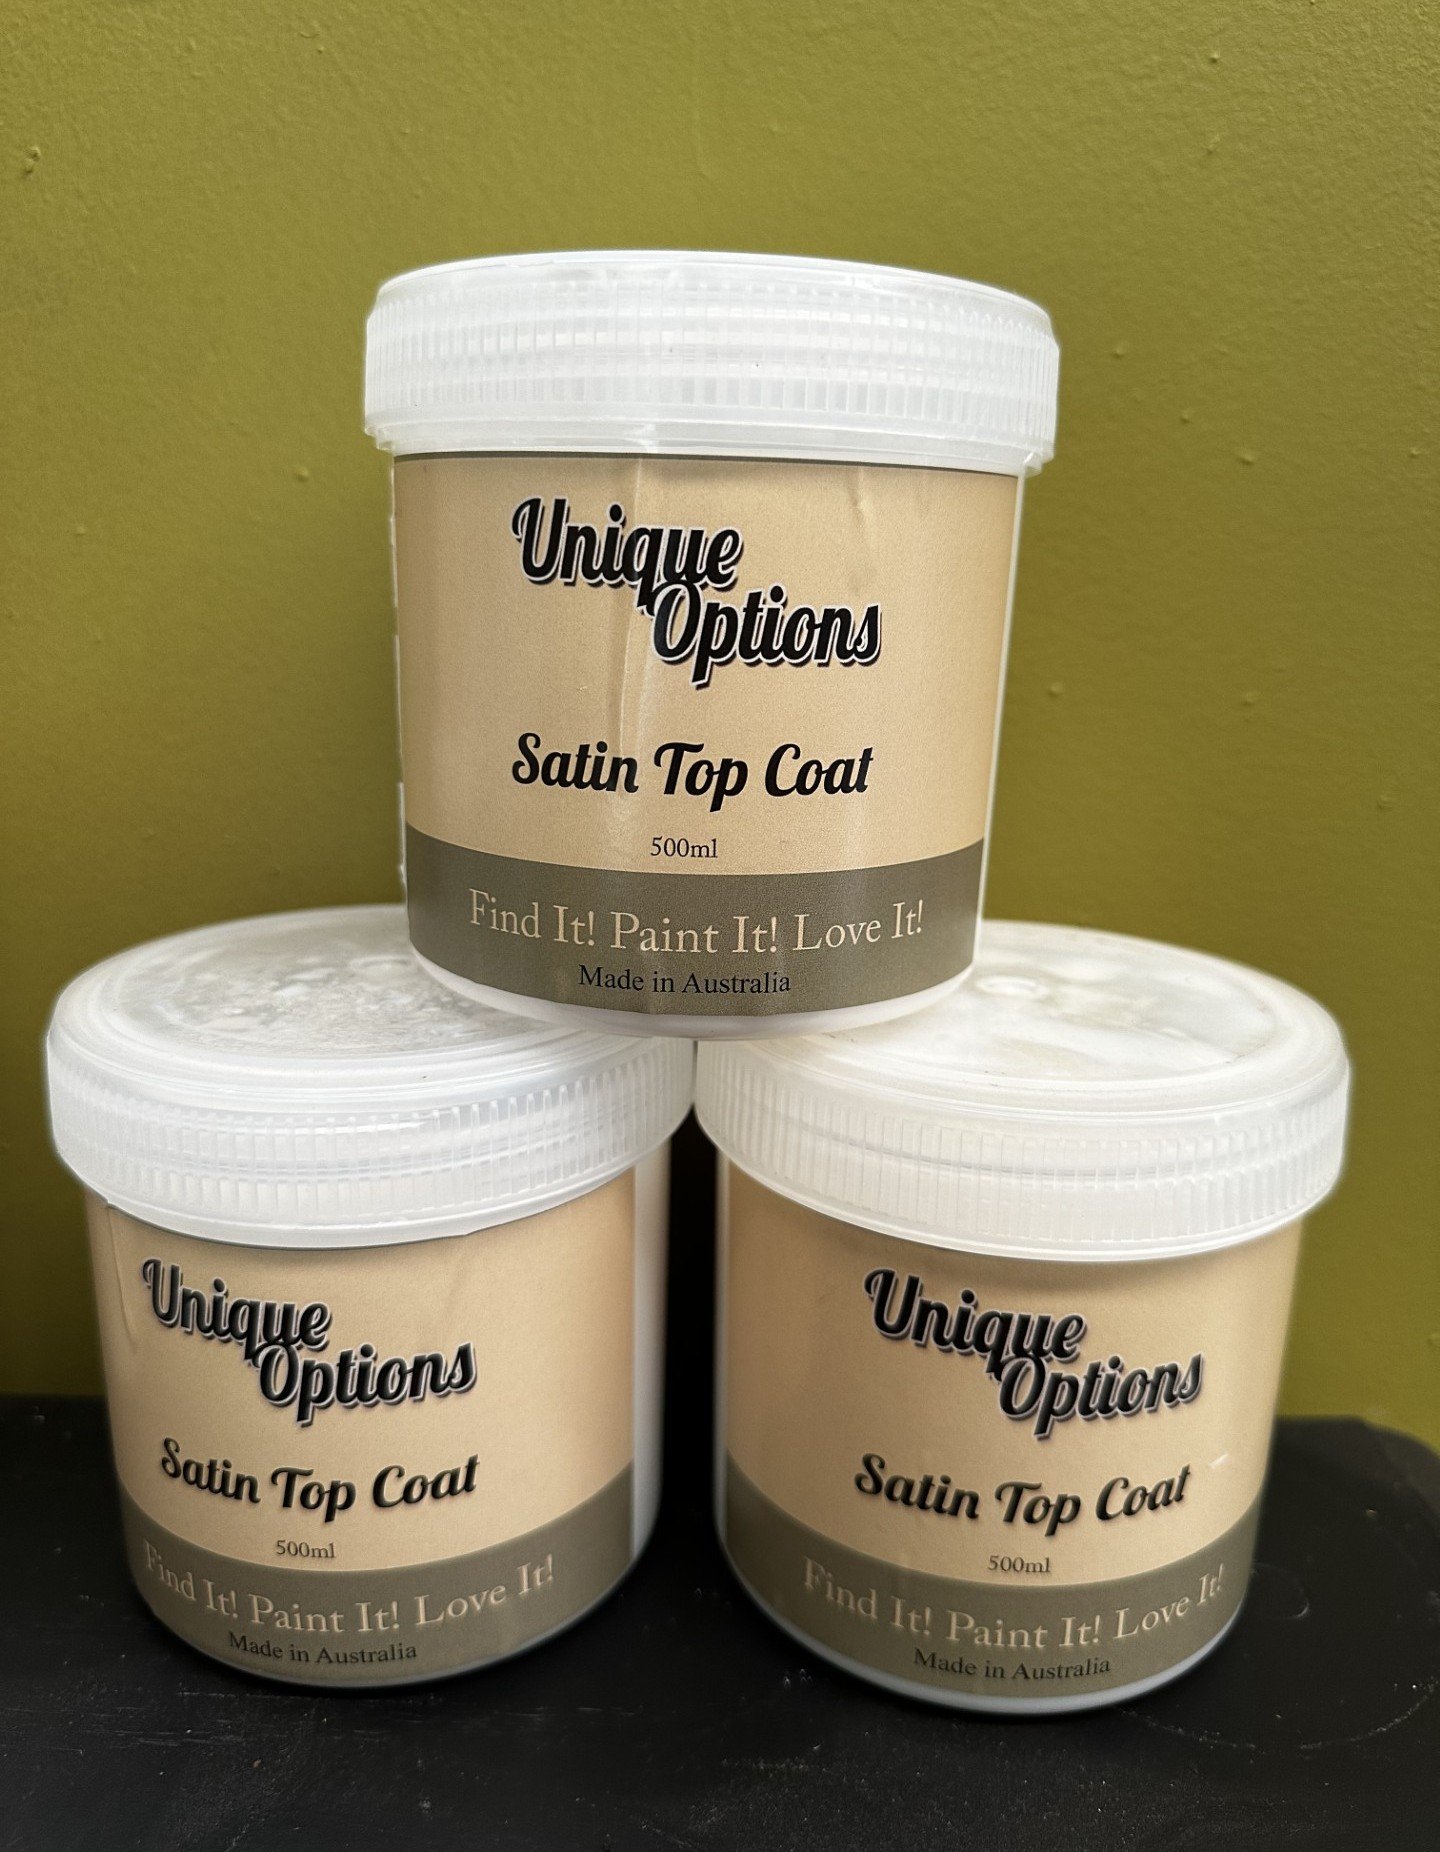 Unique
Options
Satin Top Coat
500ml
Find It! Paint It! Love It!
Made in Australia
Unique
Options
Satin Top Coat
500ml
Find It! Paint It! Love It!
Made in Australia
Unique
Options
Satin Top Coat
500ml
Find It! Paint It! Love It!
Made in Australia